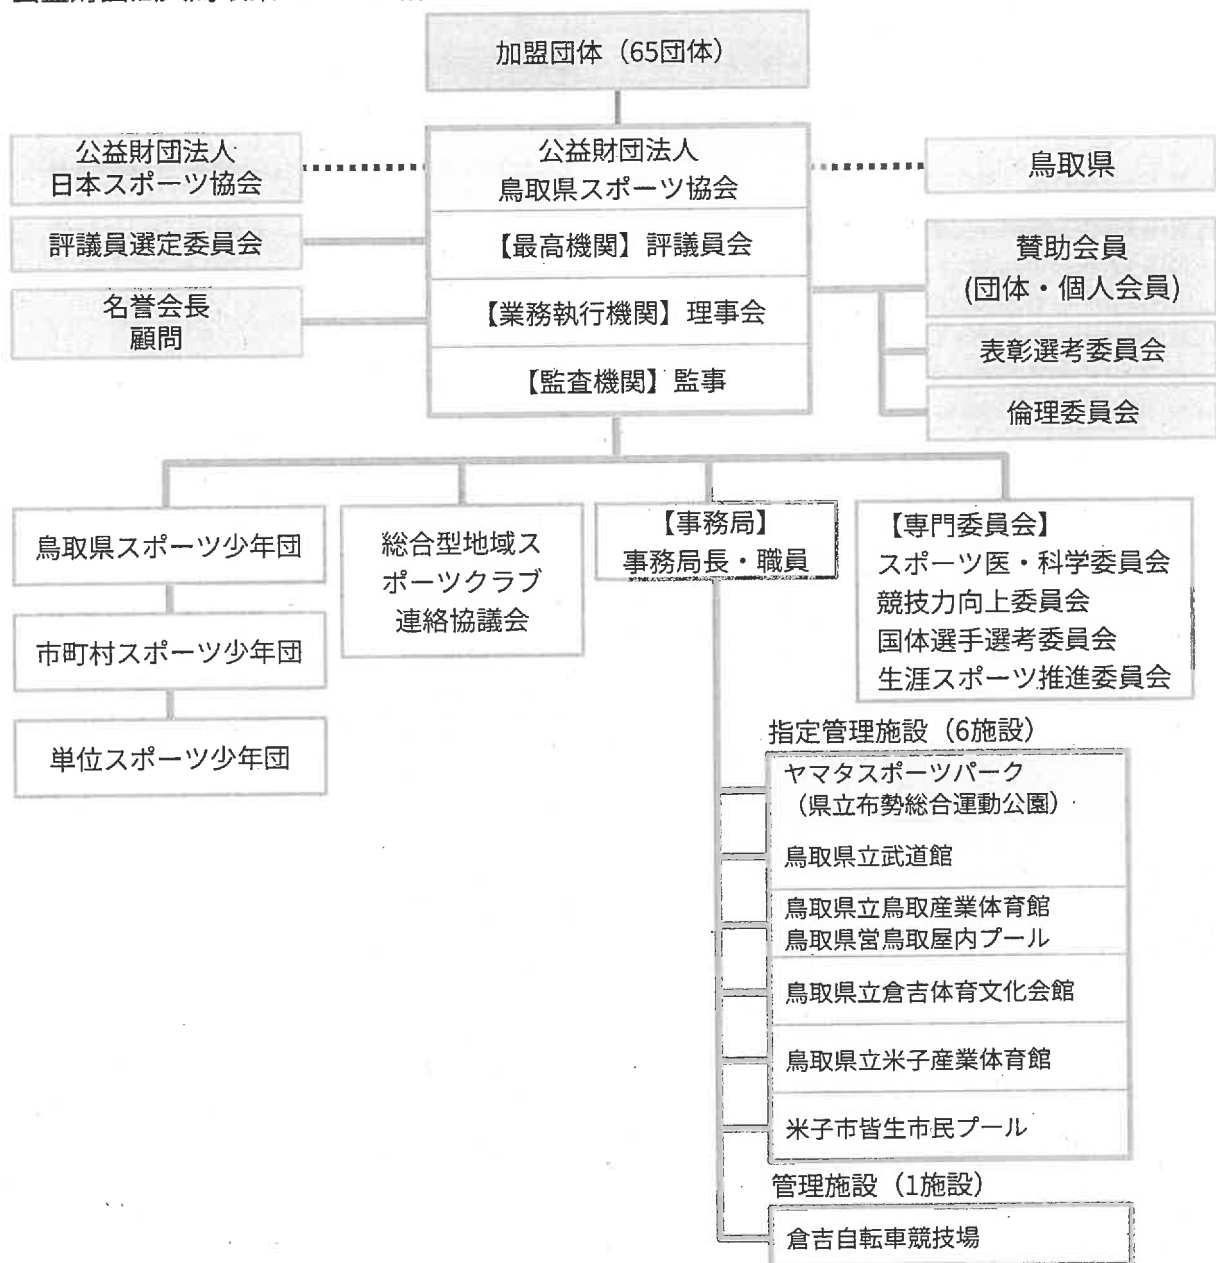 加盟団体（65団体）
公益財団法人
日本スポーツ協会
公益財団法人
鳥取県スポーツ協会
鳥取県
評議員選定委員会
【最高機関】評議員会
賛助会員
(団体・個人会員)
名誉会長
顧問
【業務執行機関】理事会
表彰選考委員会
【監査機関】監事
倫理委員会
鳥取県スポーツ少年団
市町村スポーツ少年団
単位スポーツ少年団
総合型地域ス
ポーツクラブ
連絡協議会
【事務局】
事務局長・職員
【専門委員会】
スポーツ医・科学委員会
競技力向上委員会
国体選手選考委員会
生涯スポーツ推進委員会
指定管理施設（6施設）
ヤマタスポーツパーク
（県立布勢総合運動公園）
鳥取県立武道館
鳥取県立鳥取産業体育館
鳥取県営鳥取屋内プール
鳥取県立倉吉体育文化会館
鳥取県立米子産業体育館
米子市皆生市民プール
管理施設（1施設）
倉吉自転車競技場